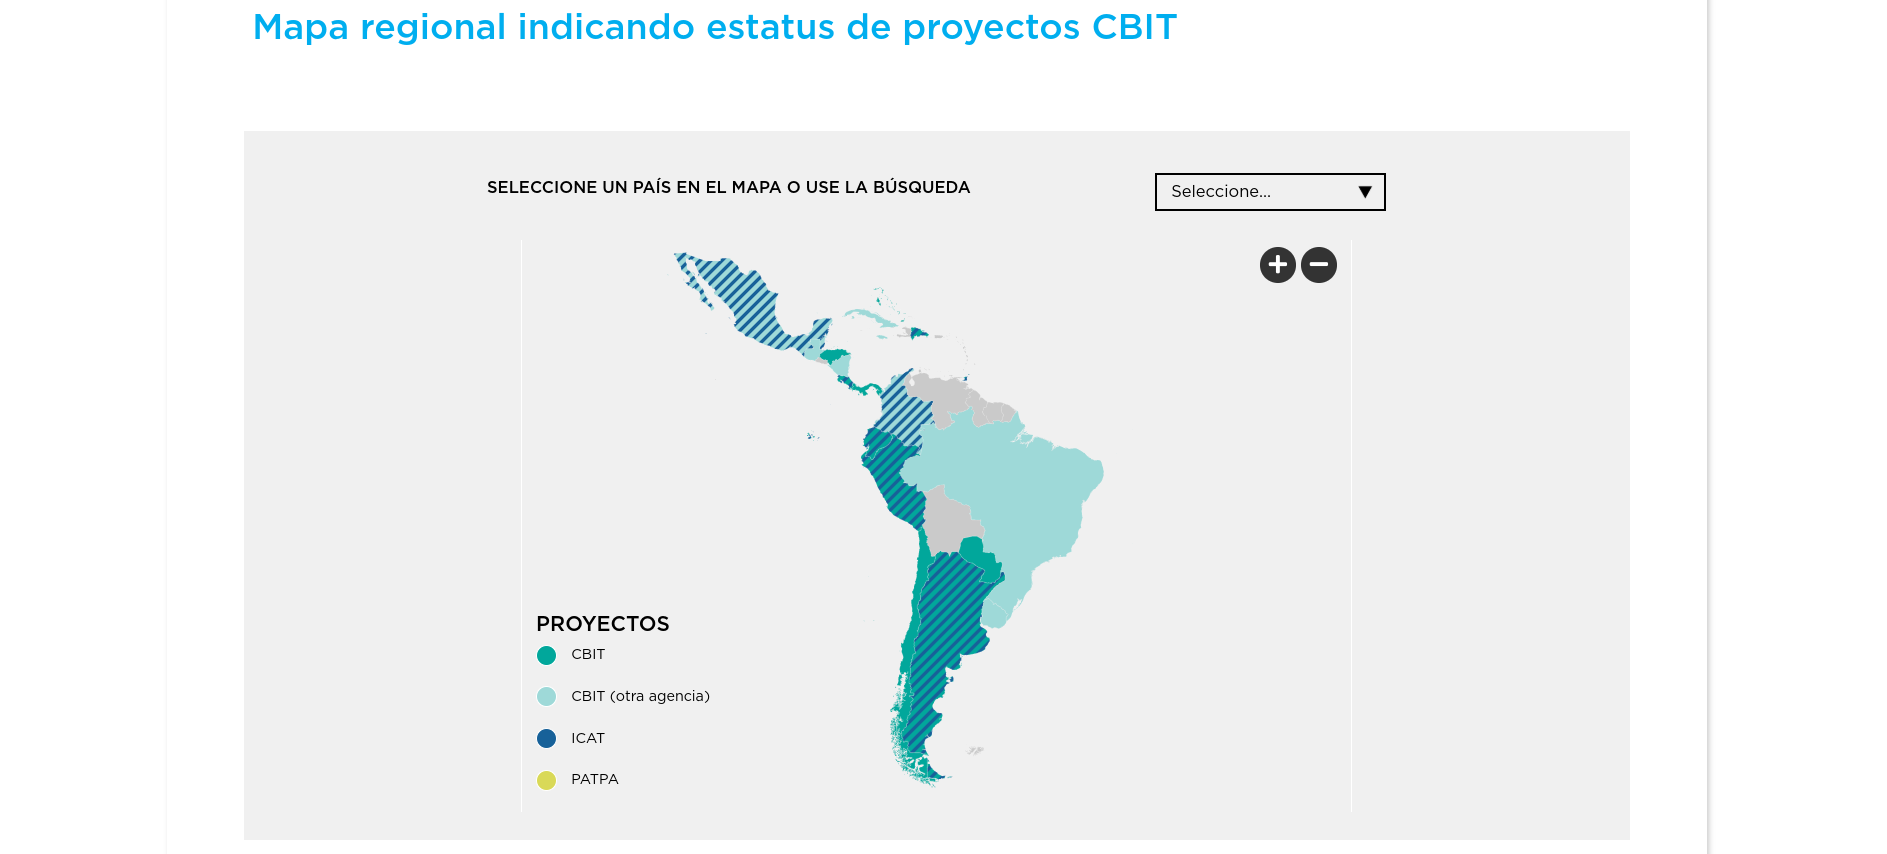 Mapa regional indicando estatus de proyectos CBIT
SELECCIONE UN PAÍS EN EL MAPA O USE LA BÚSQUEDA
Seleccione...
PROYECTOS
CBIT
CBIT (otra agencia)
ICAT
PATPA